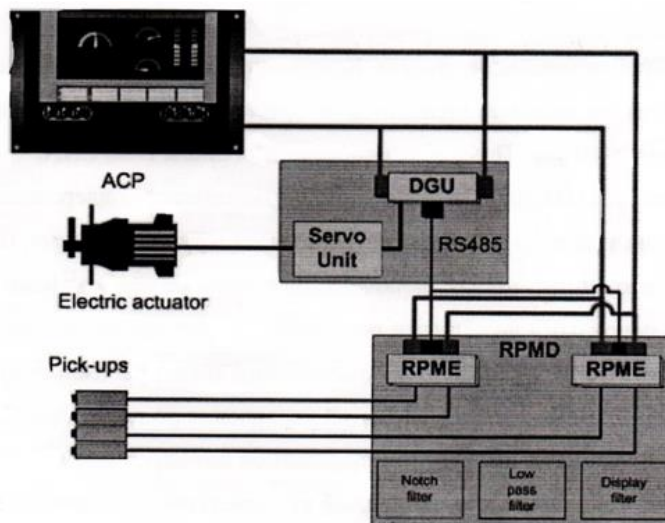 ACP
DGU
RS485
Servo
Unit
Electric actuator
RPMD
RPME
RPME
Pick-ups
Notch
filter
Low
pass
filter
Display
filter